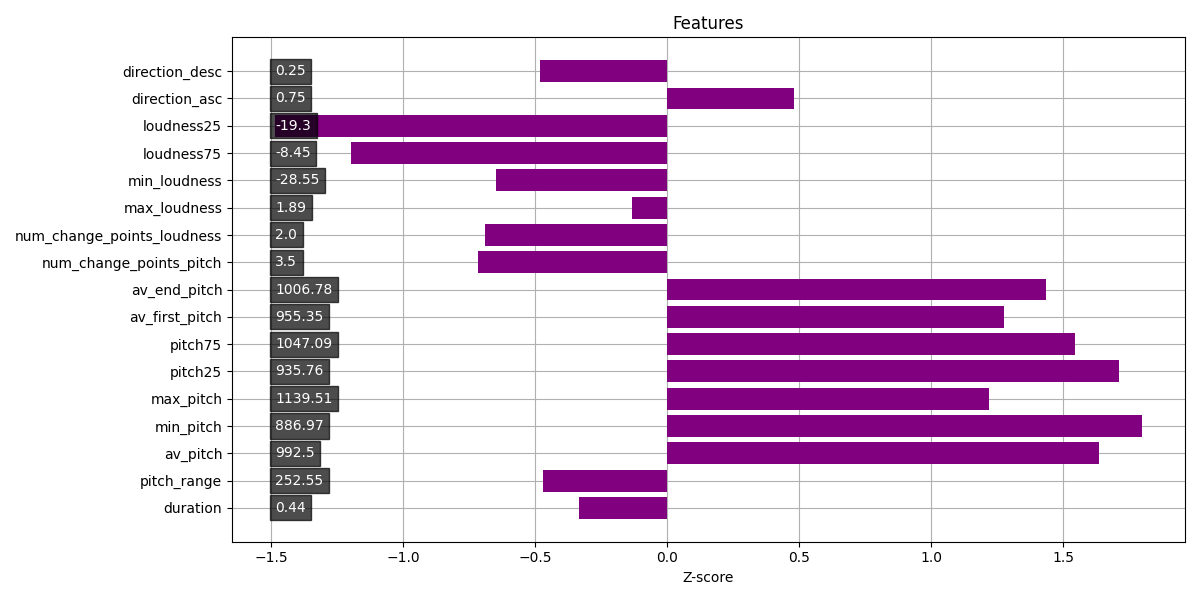 Features
direction_desc 0.25
direction_asc 0.75
loudness25 -19.3
loudness75 -8.45
min_loudness -28.55
max_loudness 1.89
num_change_points_loudness 2.0
num_change_points_pitch 3.5
av_end_pitch 1006.78
av_first_pitch 955.35
pitch75 1047.09
pitch25 935.76
max_pitch 1139.51
min_pitch 886.97
av_pitch 992.5
pitch_range 252.55
duration 0.44
−1.5 −1.0 −0.5 0.0 0.5 1.0 1.5
Z-score